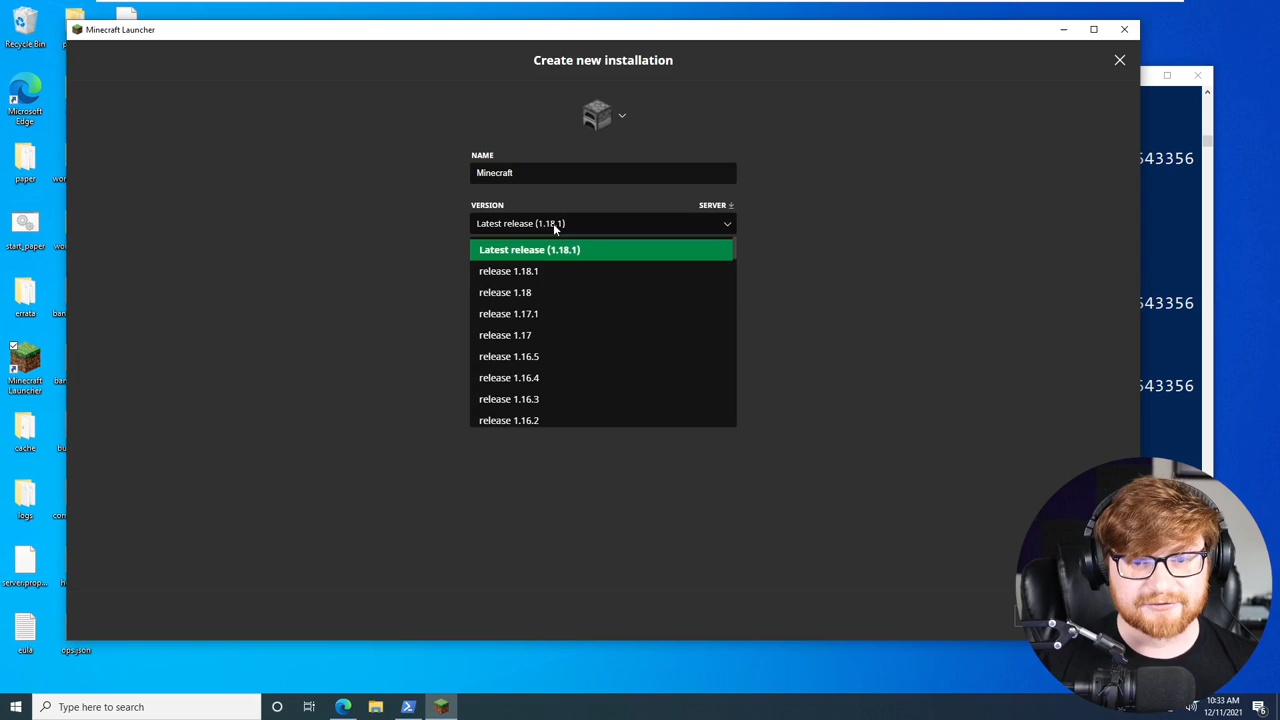 Minecraft Launcher
Create new installation
NAME
Minecraft
VERSION
SERVER
Latest release (1.18.1)
Latest release (1.18.1)
release 1.18.1
release 1.18
release 1.17.1
release 1.17
release 1.16.5
release 1.16.4
release 1.16.3
release 1.16.2
Recycle Bin
Microsoft
Edge
paper
start_paper
errata
Minecraft
Launcher
cache
logs
server.prop...
eula
ops.json
543356
543356
543356
Type here to search
10:33 AM
12/11/2021
6